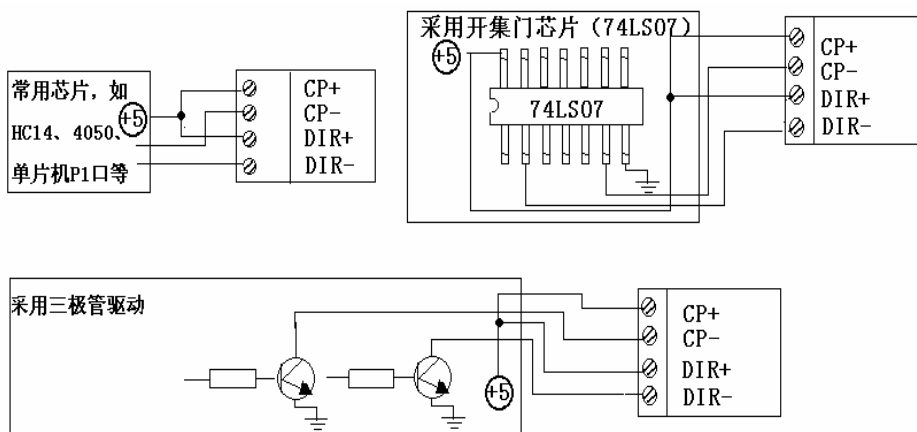 常用芯片，如
+5
HC14、4050、
单片机P1口等
CP+
CP-
DIR+
DIR-
采用开集门芯片（74LS07）
+5
74LS07
CP+
CP-
DIR+
DIR-
采用三极管驱动
+5
CP+
CP-
DIR+
DIR-